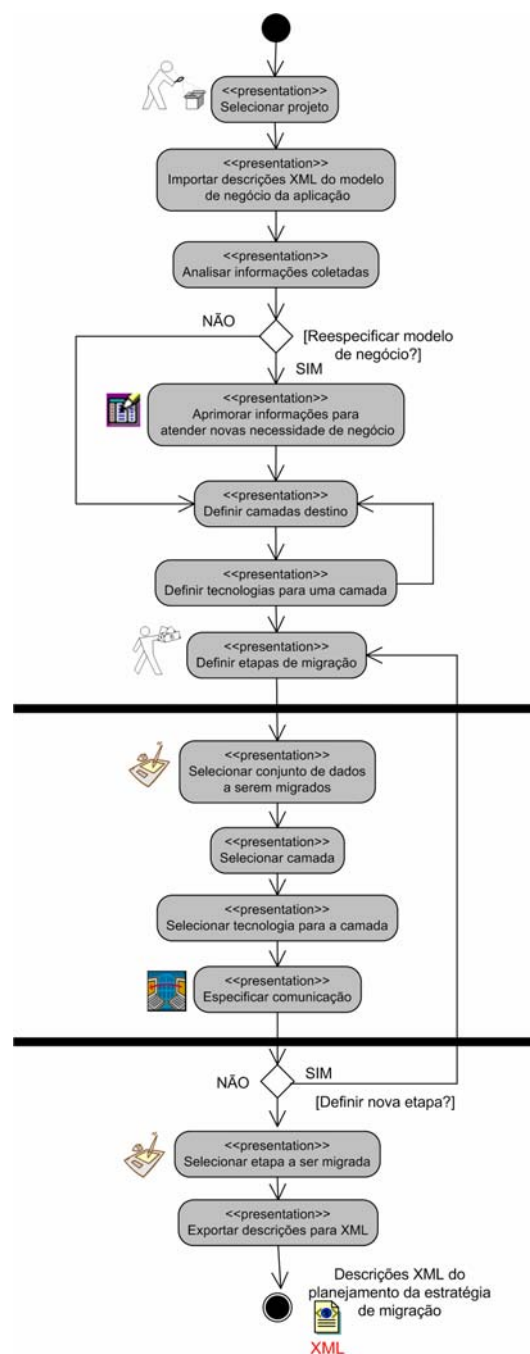 <<presentation>>
Selecionar projeto
<<presentation>>
Importar descrições XML do modelo
de negócio da aplicação
<<presentation>>
Analisar informações coletadas
NÃO
[Reespecificar modelo
de negócio?]
SIM
<<presentation>>
Aprimorar informações para
atender novas necessidade de negócio
<<presentation>>
Definir camadas destino
<<presentation>>
Definir tecnologias para uma camada
<<presentation>>
Definir etapas de migração
<<presentation>>
Selecionar conjunto de dados
a serem migrados
<<presentation>>
Selecionar camada
<<presentation>>
Selecionar tecnologia para a camada
<<presentation>>
Especificar comunicação
SIM
NÃO
[Definir nova etapa?]
<<presentation>>
Selecionar etapa a ser migrada
<<presentation>>
Exportar descrições para XML
Descrições XML do
planejamento da estratégia
de migração
XML